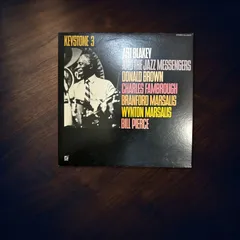 KEYSTONE 3
ART BLAKEY
AND THE JAZZ MESSENGERS
DONALD BROWN
CHARLES FAMBROUGH
BRANFORD MARSALIS
WYNTON MARSALIS
BILL PIERCE